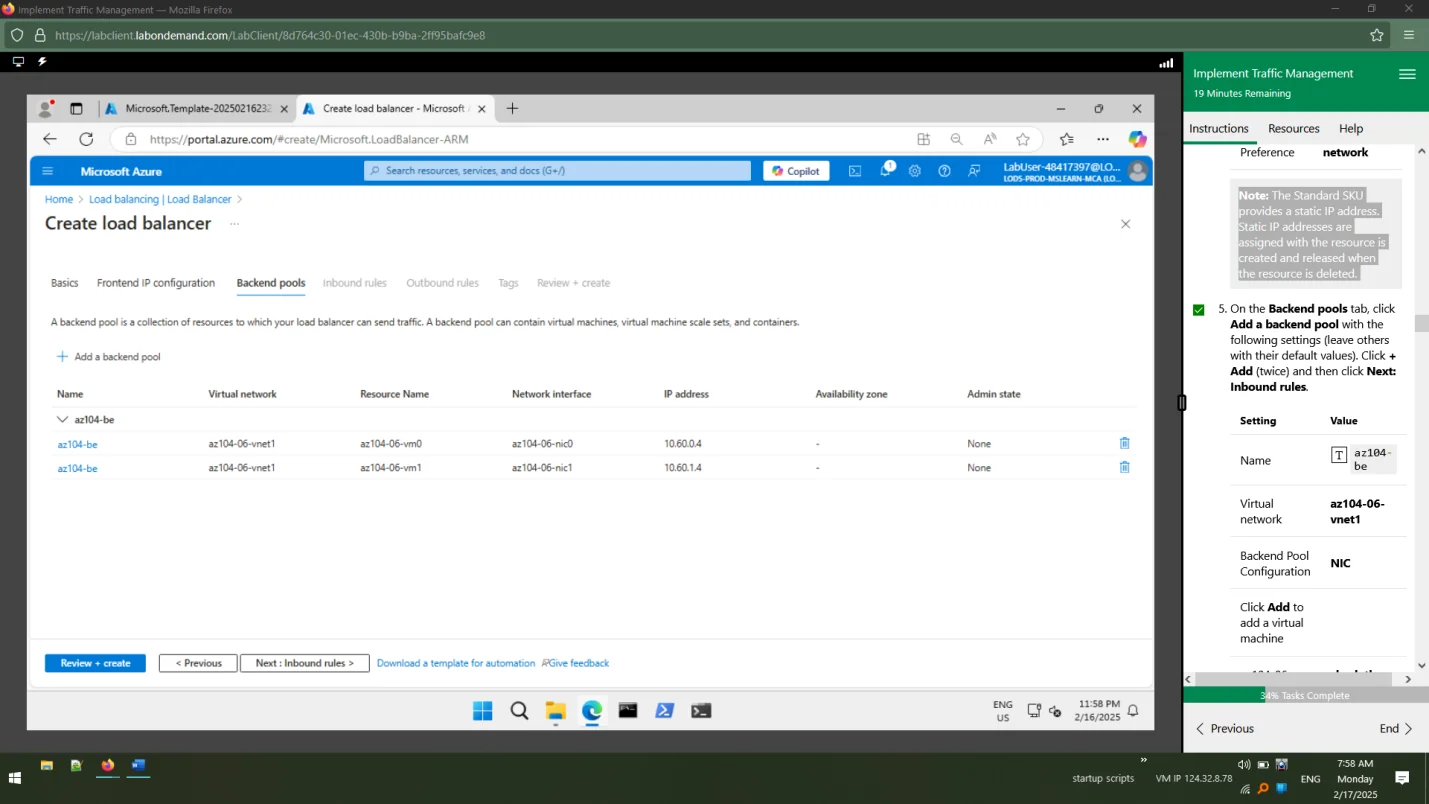 Implement Traffic Management — Mozilla Firefox
https://labclient.labondemand.com/LabClient/8d764c30-01ec-430b-b9ba-2ff95bafc9e8
Microsoft.Template-20250216232
Create load balancer - Microsoft A
https://portal.azure.com/#create/Microsoft.LoadBalancer-ARM
Microsoft Azure
Search resources, services, and docs (G+/)
Copilot
1
LabUser-48417397@LO...
LODS-PROD-MSLEARN-MCA (LO...
Home > Load balancing | Load Balancer >
Create load balancer ...
Basics Frontend IP configuration Backend pools Inbound rules Outbound rules Tags Review + create
A backend pool is a collection of resources to which your load balancer can send traffic. A backend pool can contain virtual machines, virtual machine scale sets, and containers.
+ Add a backend pool
Name Virtual network Resource Name Network interface IP address Availability zone Admin state
az104-be
az104-be az104-06-vnet1 az104-06-vm0 az104-06-nic0 10.60.0.4 - None
az104-be az104-06-vnet1 az104-06-vm1 az104-06-nic1 10.60.1.4 - None
Review + create < Previous Next : Inbound rules > Download a template for automation Give feedback
ENG
US
11:58 PM
2/16/2025
Implement Traffic Management
19 Minutes Remaining
Instructions Resources Help
Preference network
Note: The Standard SKU
provides a static IP address.
Static IP addresses are
assigned with the resource is
created and released when
the resource is deleted.
5. On the Backend pools tab, click
Add a backend pool with the
following settings (leave others
with their default values). Click +
Add (twice) and then click Next:
Inbound rules.
Setting Value
Name T az104-
be
Virtual
network
az104-06-
vnet1
Backend Pool
Configuration
NIC
Click Add to
add a virtual
machine
34% Tasks Complete
< Previous End >
startup scripts
»
VM IP 124.32.8.78
ENG
7:58 AM
Monday
2/17/2025